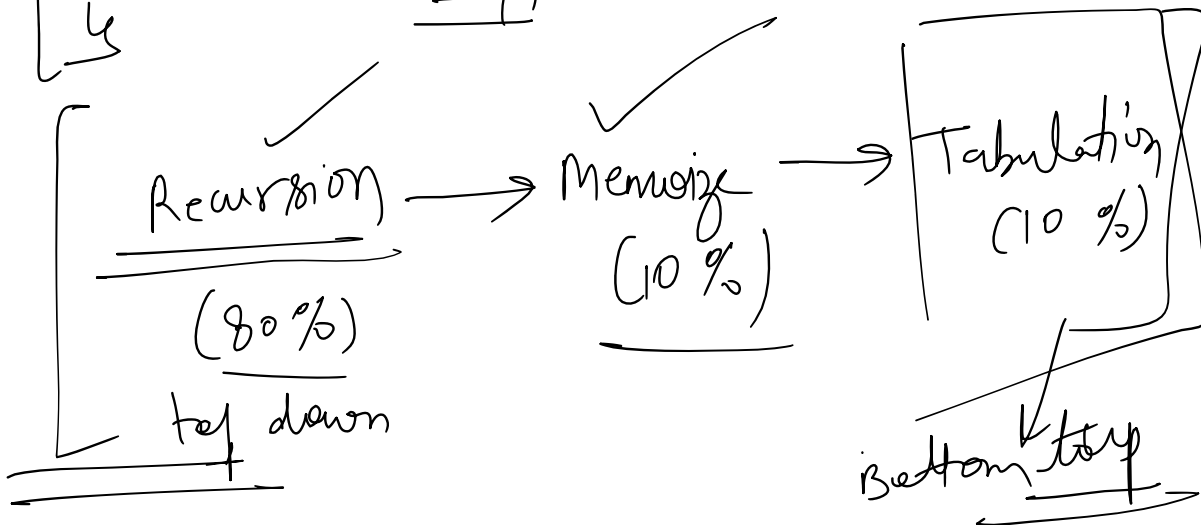 Recursion → Memoize → Tabulation
(80%) (10 %) (10 %)
top down
Bottom top